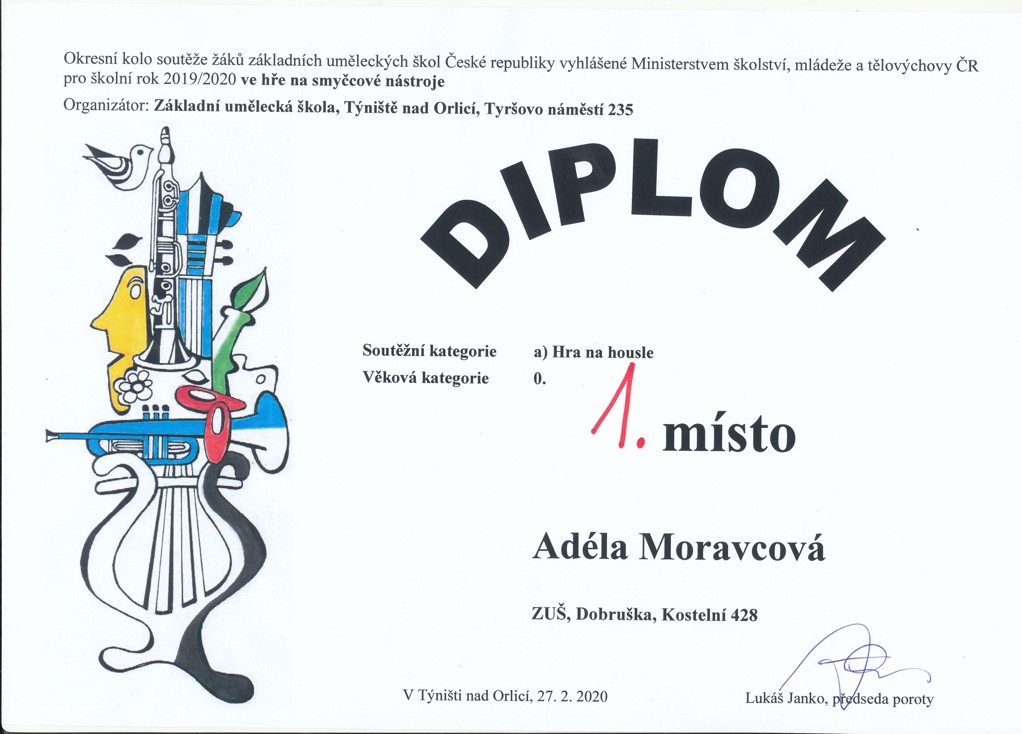 Okresní kolo soutěže žáků základních uměleckých škol České republiky vyhlášené Ministerstvem školství, mládeže a tělovýchovy ČR
pro školní rok 2019/2020 ve hře na smyčcové nástroje
Organizátor: Základní umělecká škola, Týniště nad Orlicí, Tyršovo náměstí 235
DIPLOM
Soutěžní kategorie a) Hra na housle
Věková kategorie 0.
1. místo
Adéla Moravcová
ZUŠ, Dobruška, Kostelní 428
V Týništi nad Orlicí, 27. 2. 2020
Lukáš Janko, předseda poroty